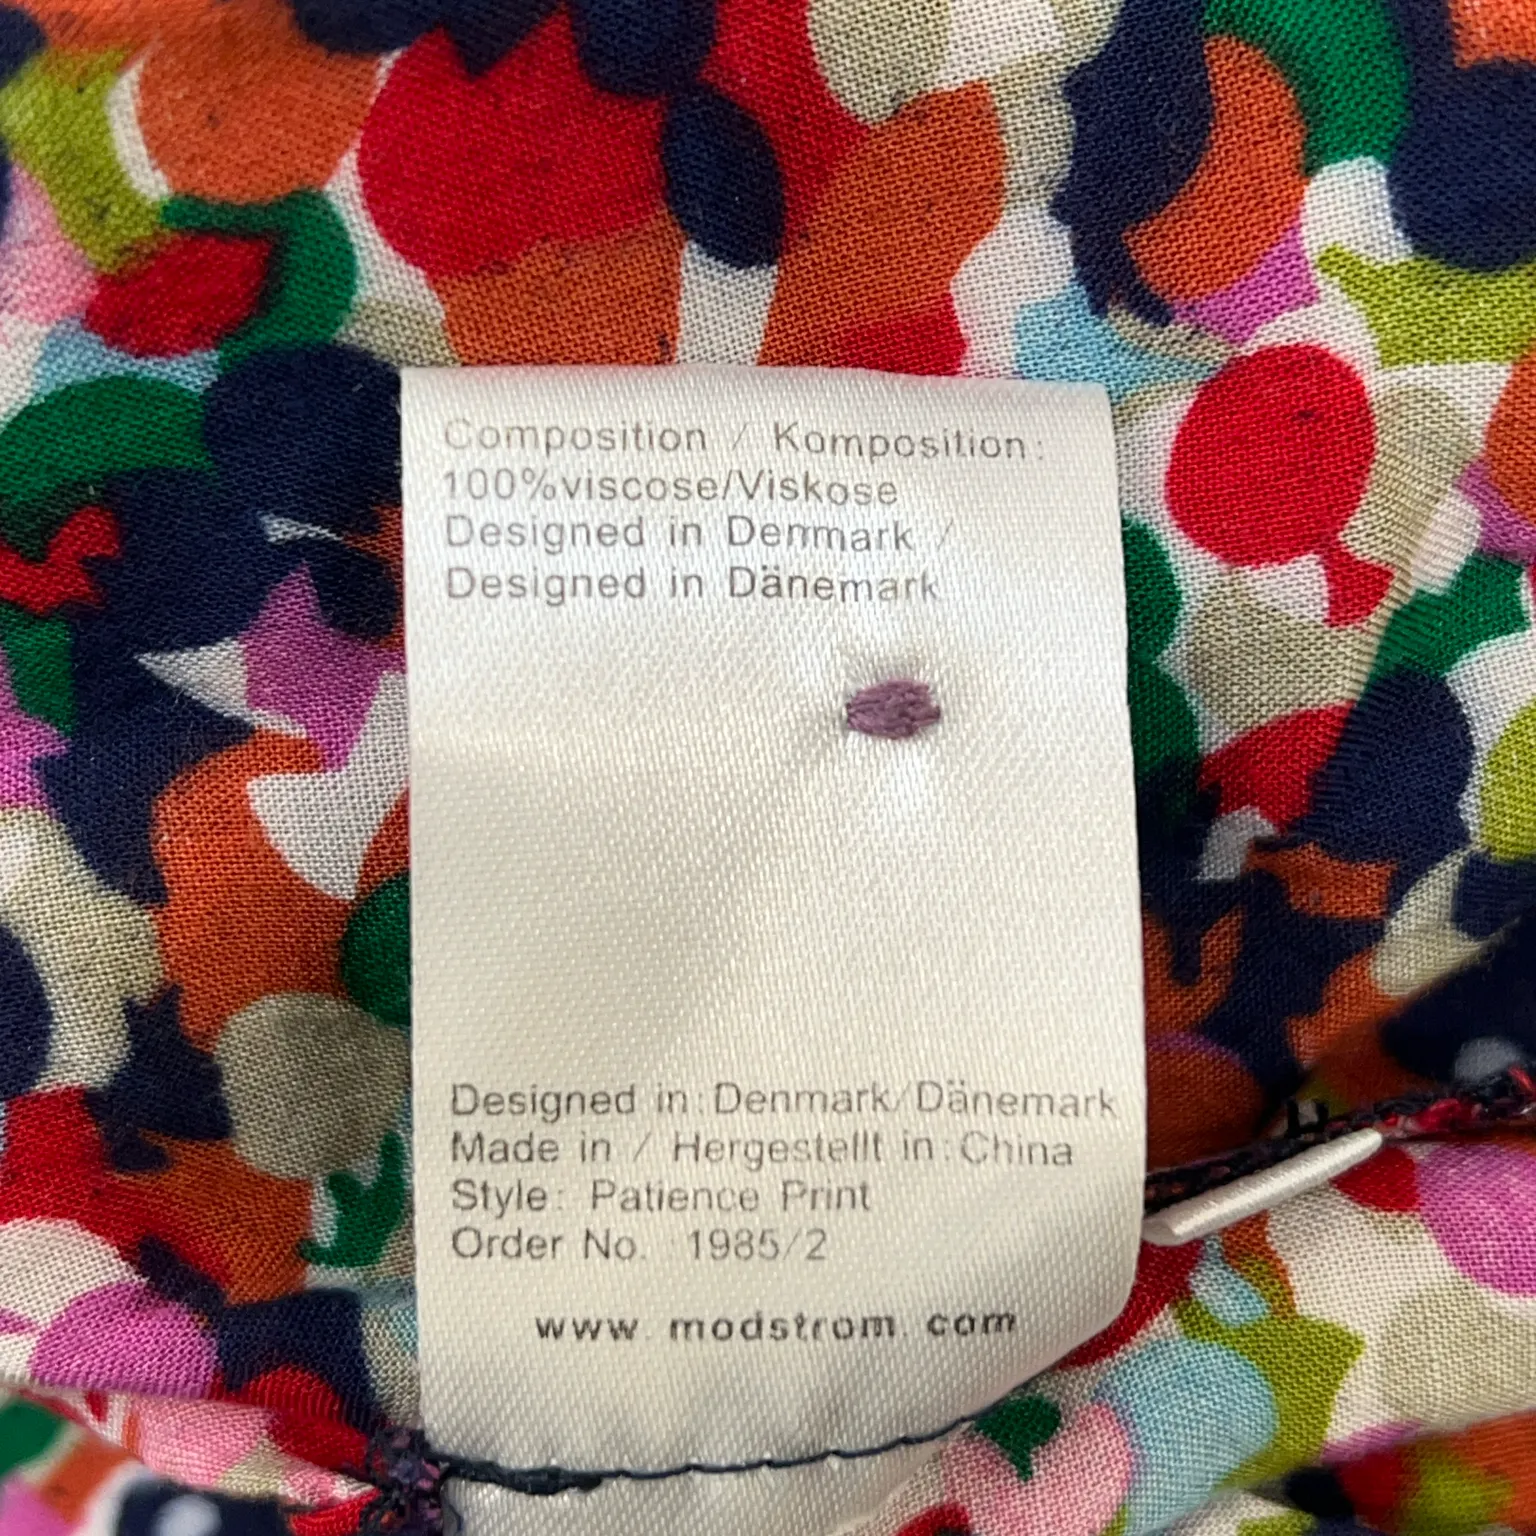 Composition / Komposition:
100%viscose/Viskose
Designed in Denmark /
Designed in Dänemark
Designed in: Denmark/Dänemark
Made in / Hergestellt in: China
Style: Patience Print
Order No. 1985/2
www.modstrom.com